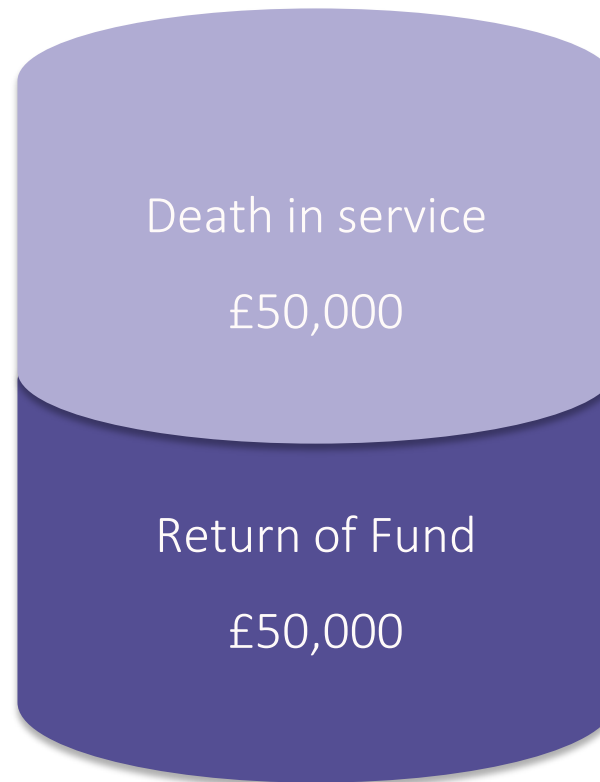 Death in service
£50,000
Return of Fund
£50,000